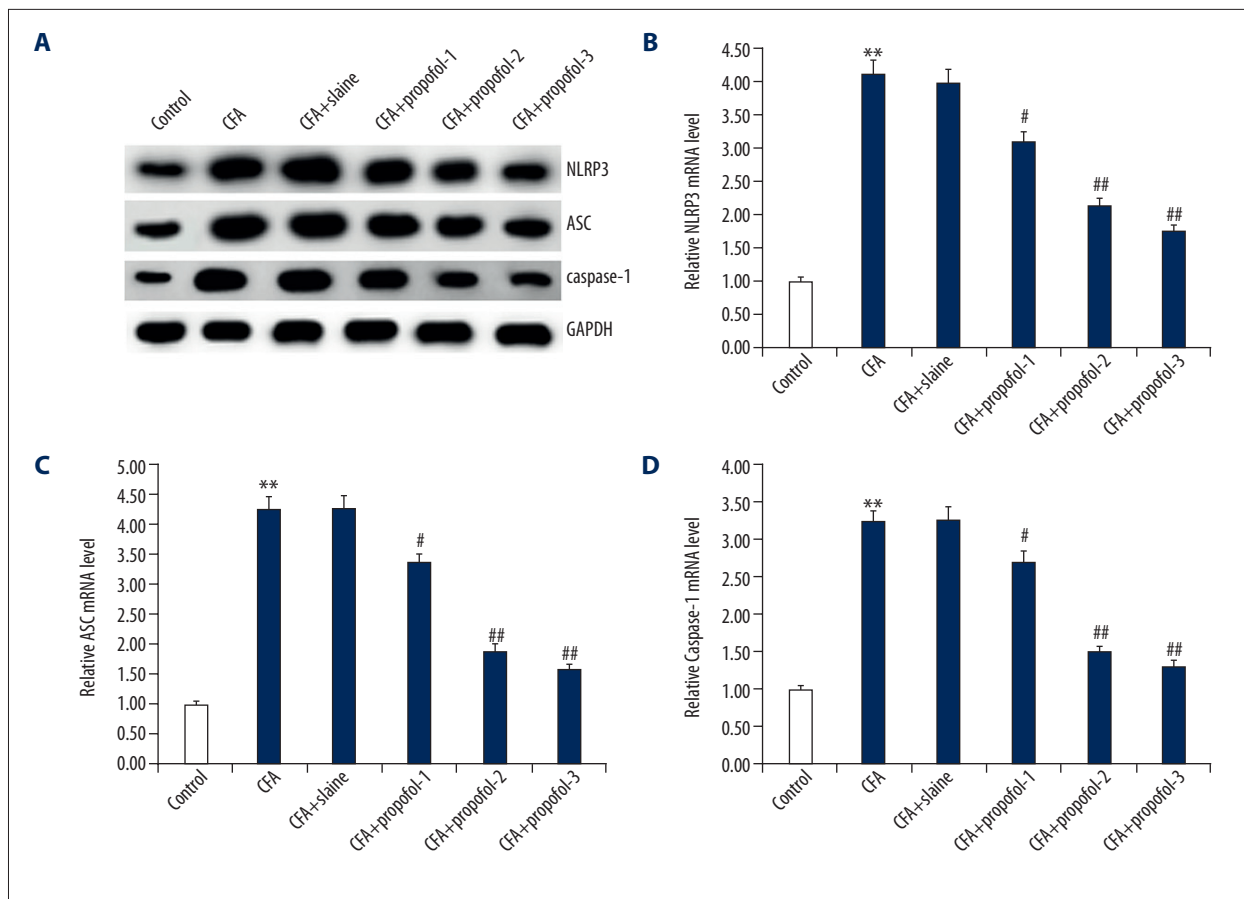 A
Control
CFA
CFA+slaine
CFA+propofol-1
CFA+propofol-2
CFA+propofol-3
NLRP3
ASC
caspase-1
GAPDH
B
Relative NLRP3 mRNA level
4.50
4.00
3.50
3.00
2.50
2.00
1.50
1.00
0.50
0.00
**
#
##
##
Control
CFA
CFA+slaine
CFA+propofol-1
CFA+propofol-2
CFA+propofol-3
C
Relative ASC mRNA level
5.00
4.50
4.00
3.50
3.00
2.50
2.00
1.50
1.00
0.50
0.00
**
#
##
##
Control
CFA
CFA+slaine
CFA+propofol-1
CFA+propofol-2
CFA+propofol-3
D
Relative Caspase-1 mRNA level
4.00
3.50
3.00
2.50
2.00
1.50
1.00
0.50
0.00
**
#
##
##
Control
CFA
CFA+slaine
CFA+propofol-1
CFA+propofol-2
CFA+propofol-3